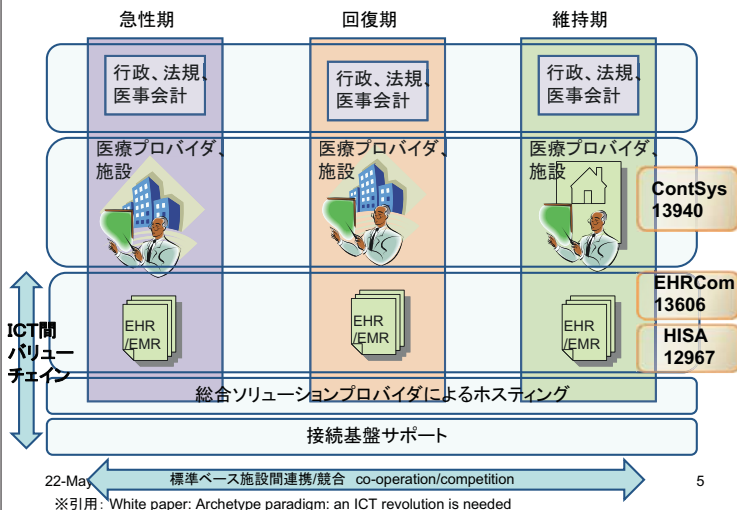 急性期
回復期
維持期
行政、法規、
医事会計
行政、法規、
医事会計
行政、法規、
医事会計
医療プロバイダ、
施設
医療プロバイダ、
施設
医療プロバイダ、
施設
ContSys
13940
EHR
/EMR
EHR
/EMR
EHR
/EMR
EHRCom
13606
HISA
12967
ICT間
バリュー
チェイン
総合ソリューションプロバイダによるホスティング
接続基盤サポート
22-May
標準ベース施設間連携/競合 co-operation/competition
5
※引用: White paper: Archetype paradigm: an ICT revolution is needed